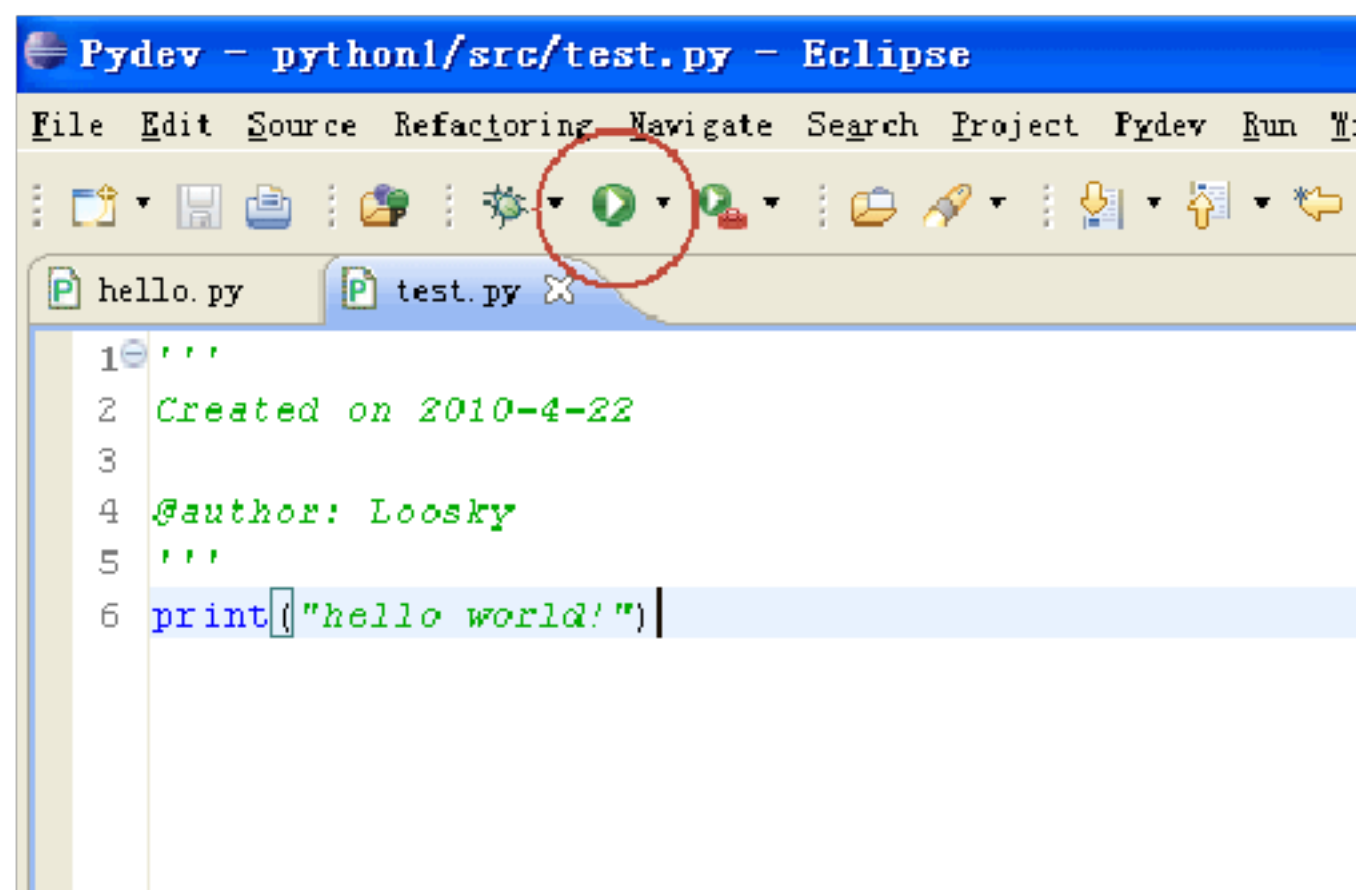 Pydev - python1/src/test.py - Eclipse
File Edit Source Refactoring Navigate Search Project Pydev Run
hello.py test.py
1 '''
2 Created on 2010-4-22
3
4 @author: Loosky
5 '''
6 print("hello world!")